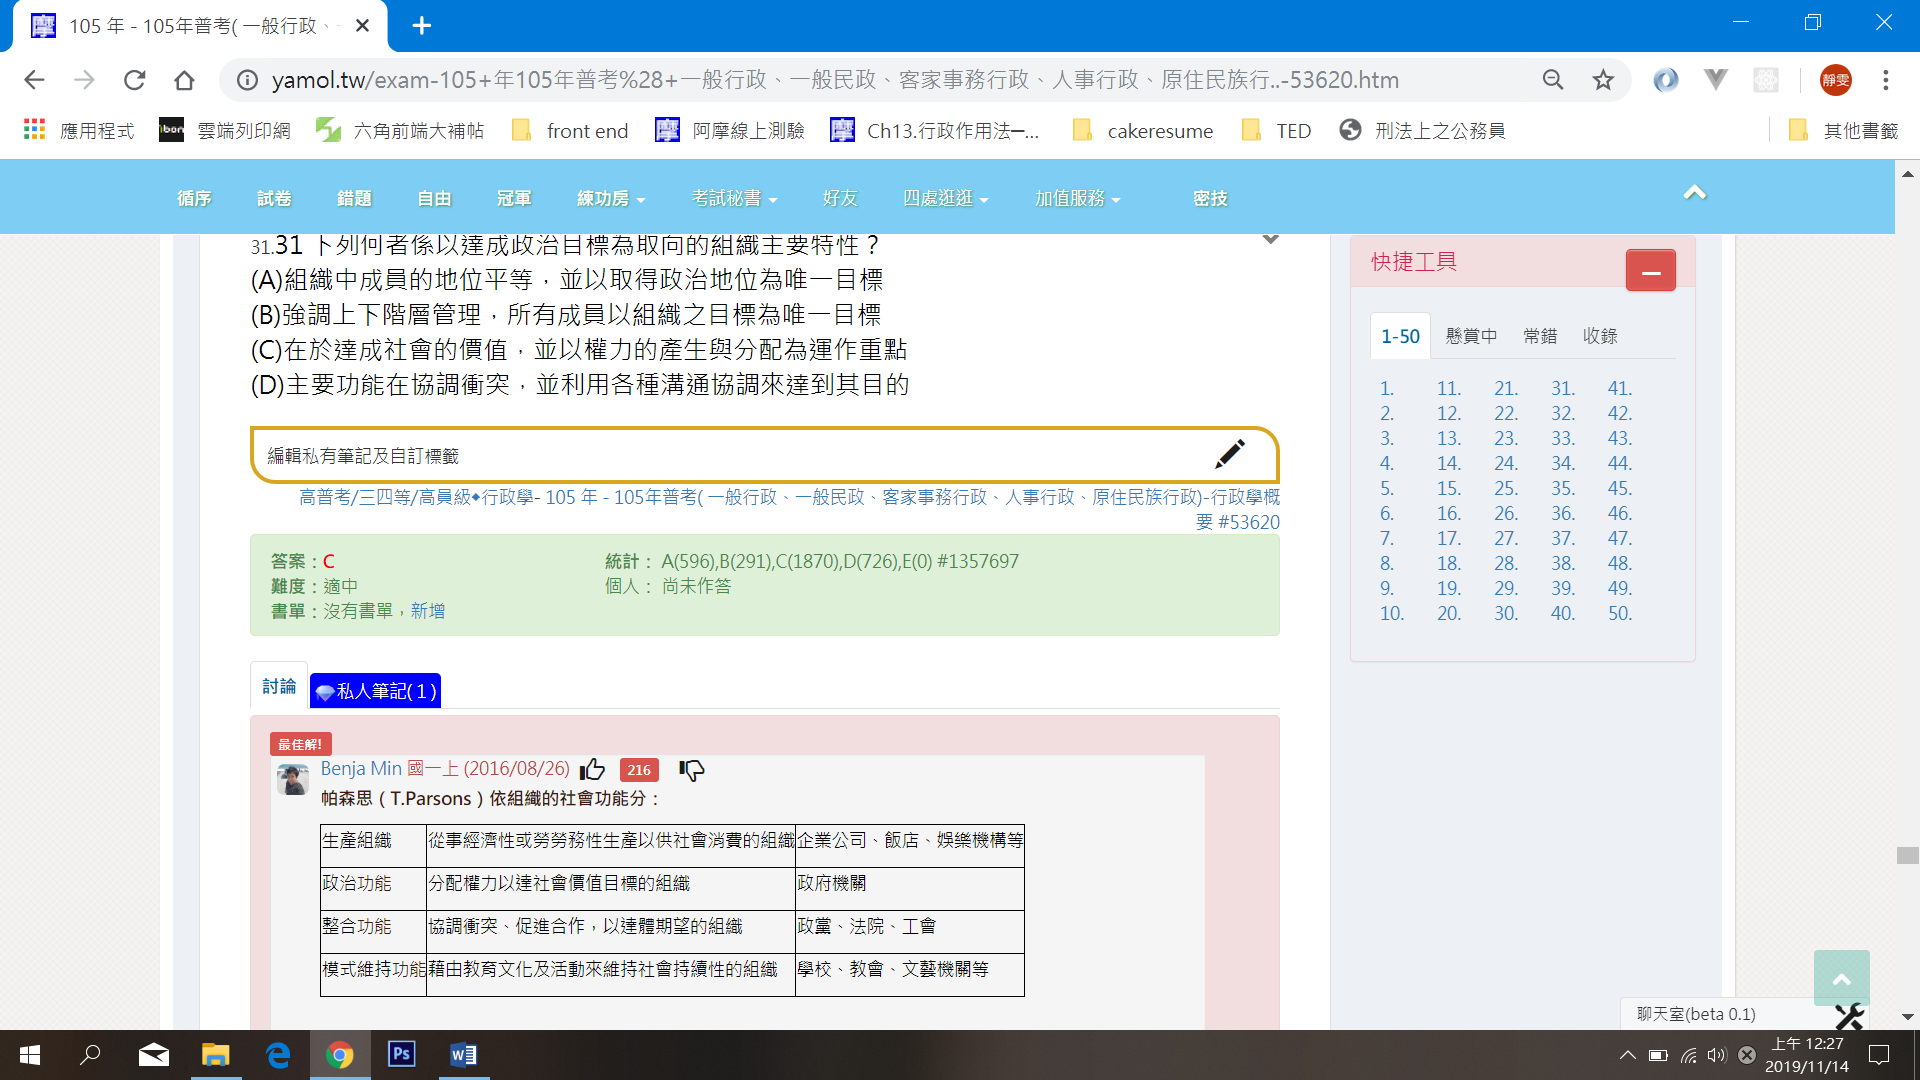 105 年 - 105年普考( 一般行政、
yamol.tw/exam-105+年105年普考%28+一般行政、一般民政、客家事務行政、人事行政、原住民族行..-53620.htm
靜雯
應用程式 ibon 雲端列印網 六角前端大補帖 front end 摩 阿摩線上測驗 摩 Ch13.行政作用法─... cakeresume TED 刑法上之公務員 其他書籤
循序 試卷 錯題 自由 冠軍 練功房 考試秘書 好友 四處逛逛 加值服務 密技
31.31 下列何者係以達成政治目標為取向的組織主要特性？
(A)組織中成員的地位平等，並以取得政治地位為唯一目標
(B)強調上下階層管理，所有成員以組織之目標為唯一目標
(C)在於達成社會的價值，並以權力的產生與分配為運作重點
(D)主要功能在協調衝突，並利用各種溝通協調來達到其目的
編輯私有筆記及自訂標籤
高普考/三四等/高員級◆行政學- 105 年 - 105年普考( 一般行政、一般民政、客家事務行政、人事行政、原住民族行政)-行政學概
要 #53620
答案：C 統計： A(596),B(291),C(1870),D(726),E(0) #1357697
難度：適中 個人： 尚未作答
書單：沒有書單，新增
討論 私人筆記( 1 )
最佳解!
Benja Min 國一上 (2016/08/26) 216
帕森思（T.Parsons）依組織的社會功能分：
生產組織 從事經濟性或勞勞務性生產以供社會消費的組織 企業公司、飯店、娛樂機構等
政治功能 分配權力以達社會價值目標的組織 政府機關
整合功能 協調衝突、促進合作，以達體期望的組織 政黨、法院、工會
模式維持功能 藉由教育文化及活動來維持社會持續性的組織 學校、教會、文藝機關等
快捷工具
1-50 懸賞中 常錯 收錄
1. 11. 21. 31. 41.
2. 12. 22. 32. 42.
3. 13. 23. 33. 43.
4. 14. 24. 34. 44.
5. 15. 25. 35. 45.
6. 16. 26. 36. 46.
7. 17. 27. 37. 47.
8. 18. 28. 38. 48.
9. 19. 29. 39. 49.
10. 20. 30. 40. 50.
聊天室(beta 0.1)
Ps
上午 12:27
2019/11/14